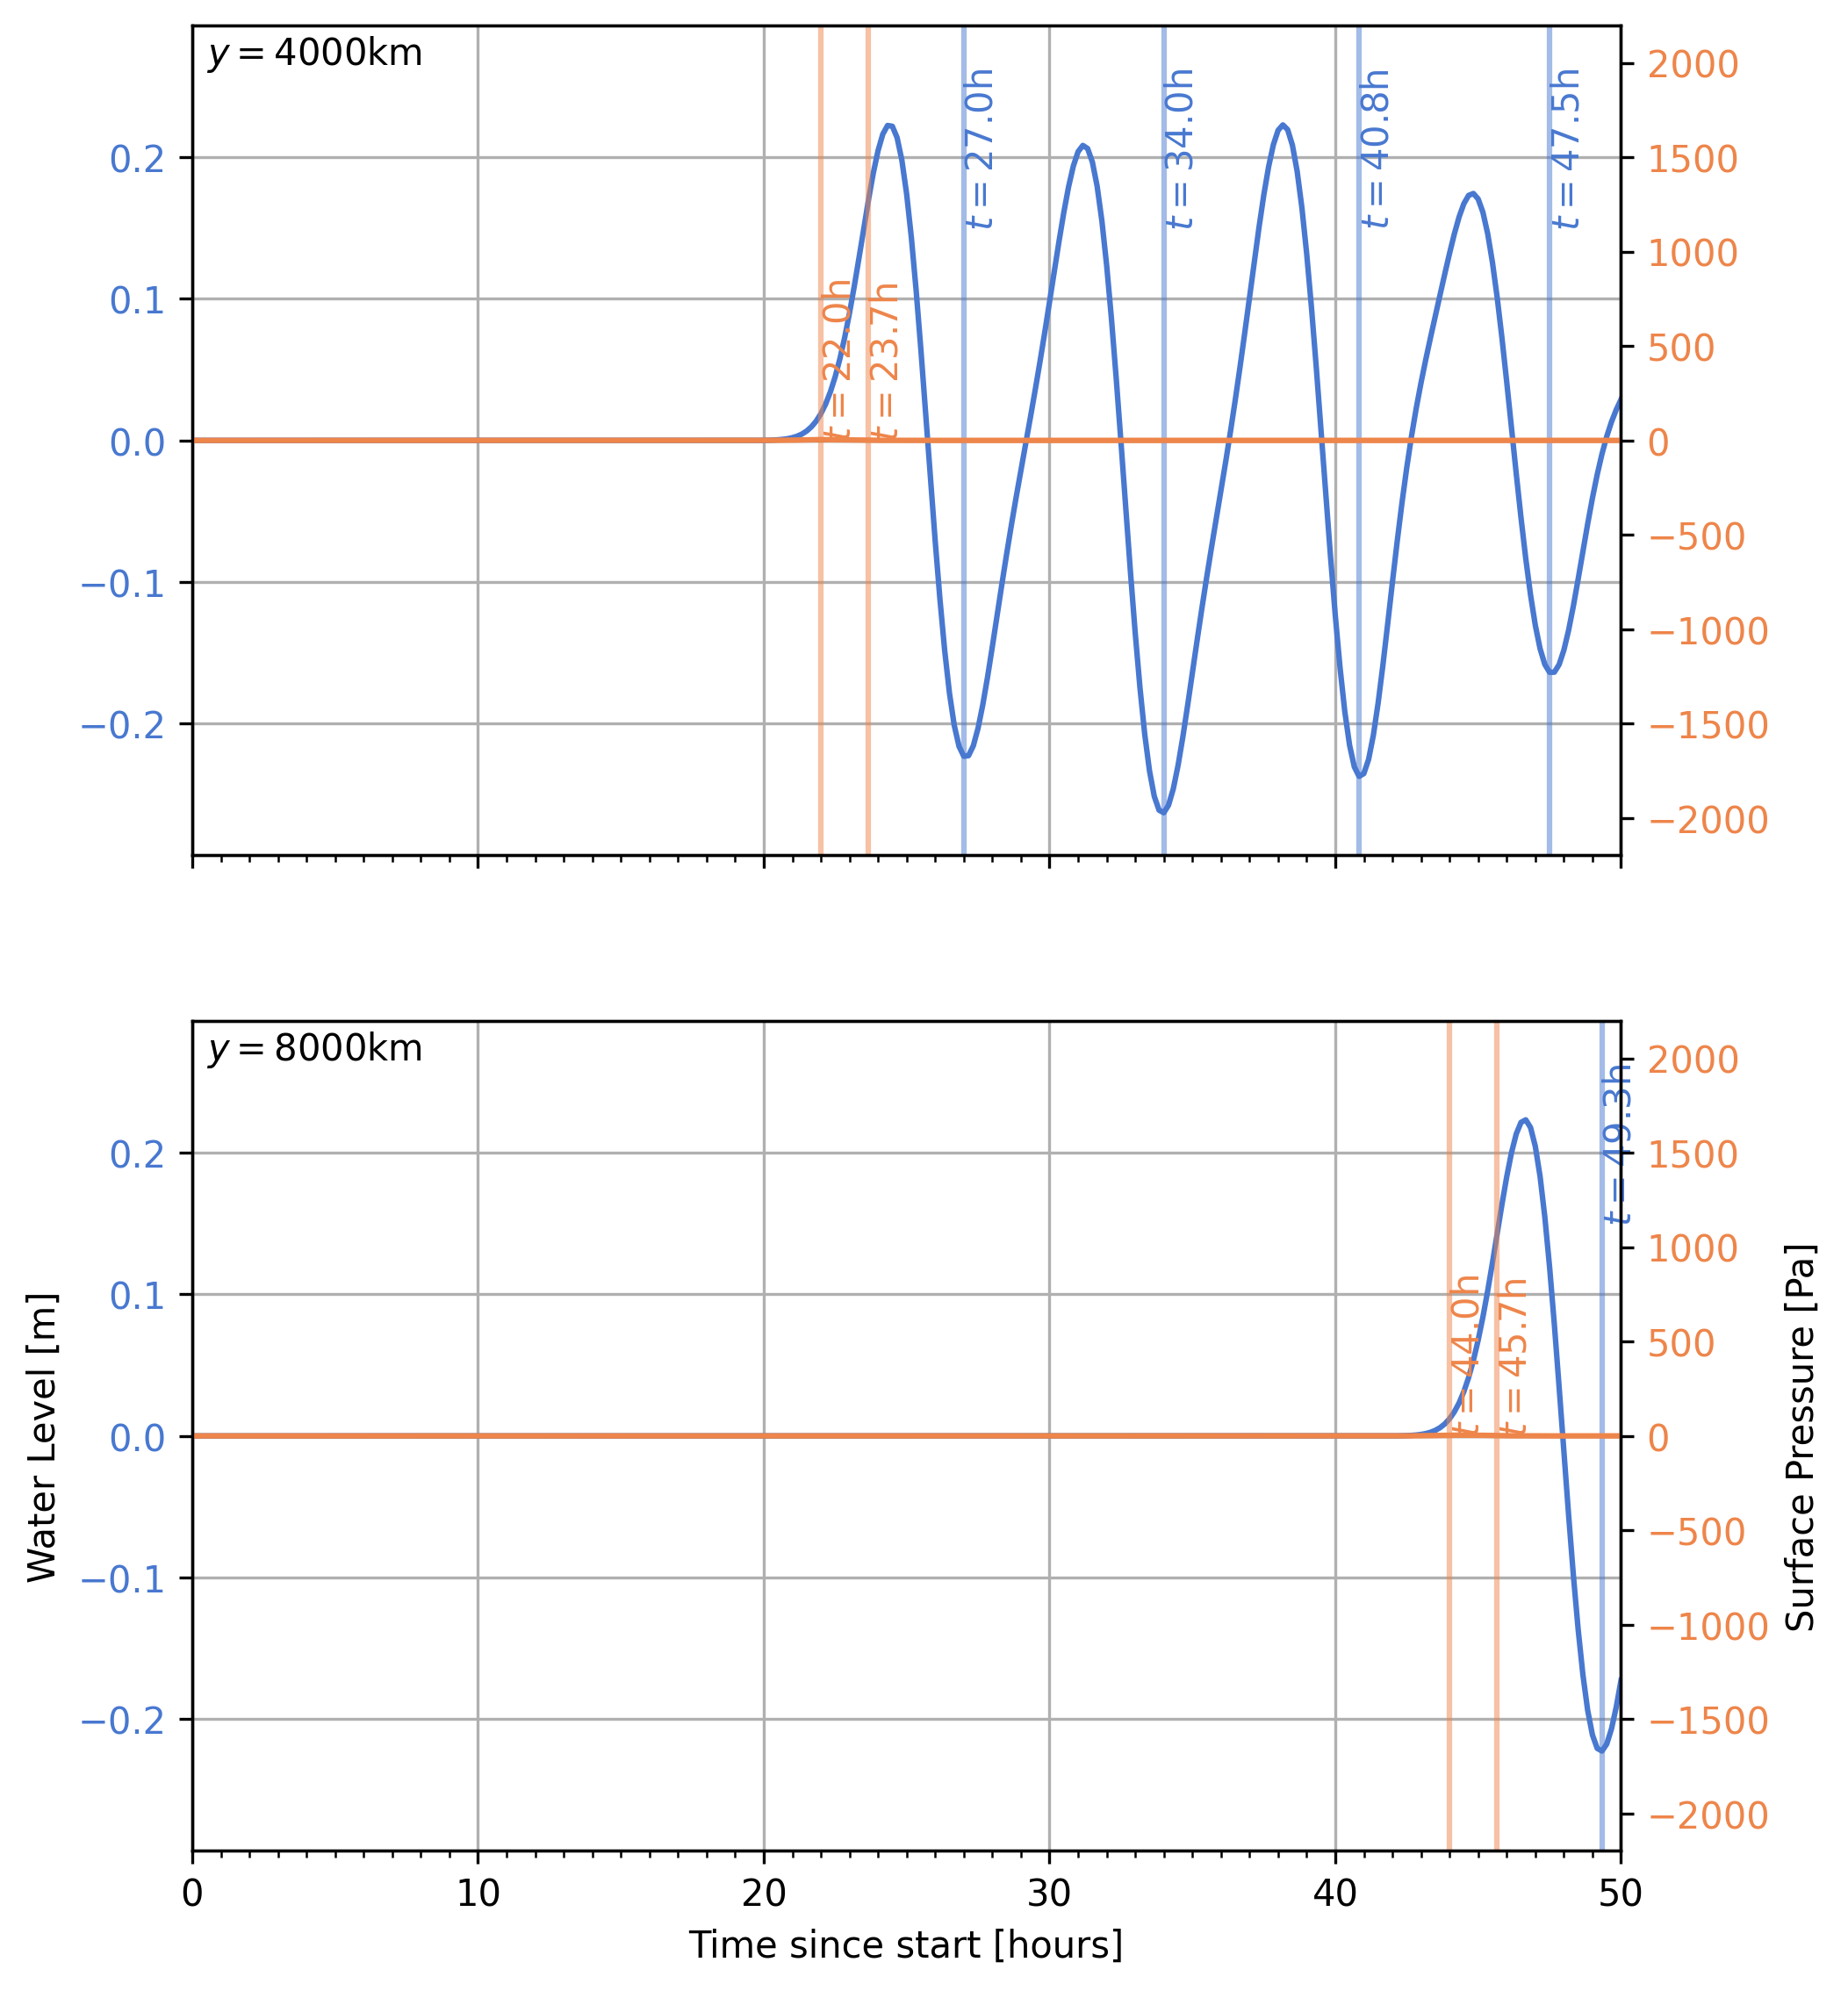 y = 4000km
0.2
0.1
0.0
−0.1
−0.2
2000
1500
1000
500
0
−500
−1000
−1500
−2000
t = 22.0h
t = 23.7h
t = 27.0h
t = 34.0h
t = 40.8h
t = 47.5h
y = 8000km
Water Level [m]
0.2
0.1
0.0
−0.1
−0.2
2000
1500
1000
500
0
−500
−1000
−1500
−2000
Surface Pressure [Pa]
t = 44.0h
t = 45.7h
t = 49.3h
0 10 20 30 40 50
Time since start [hours]